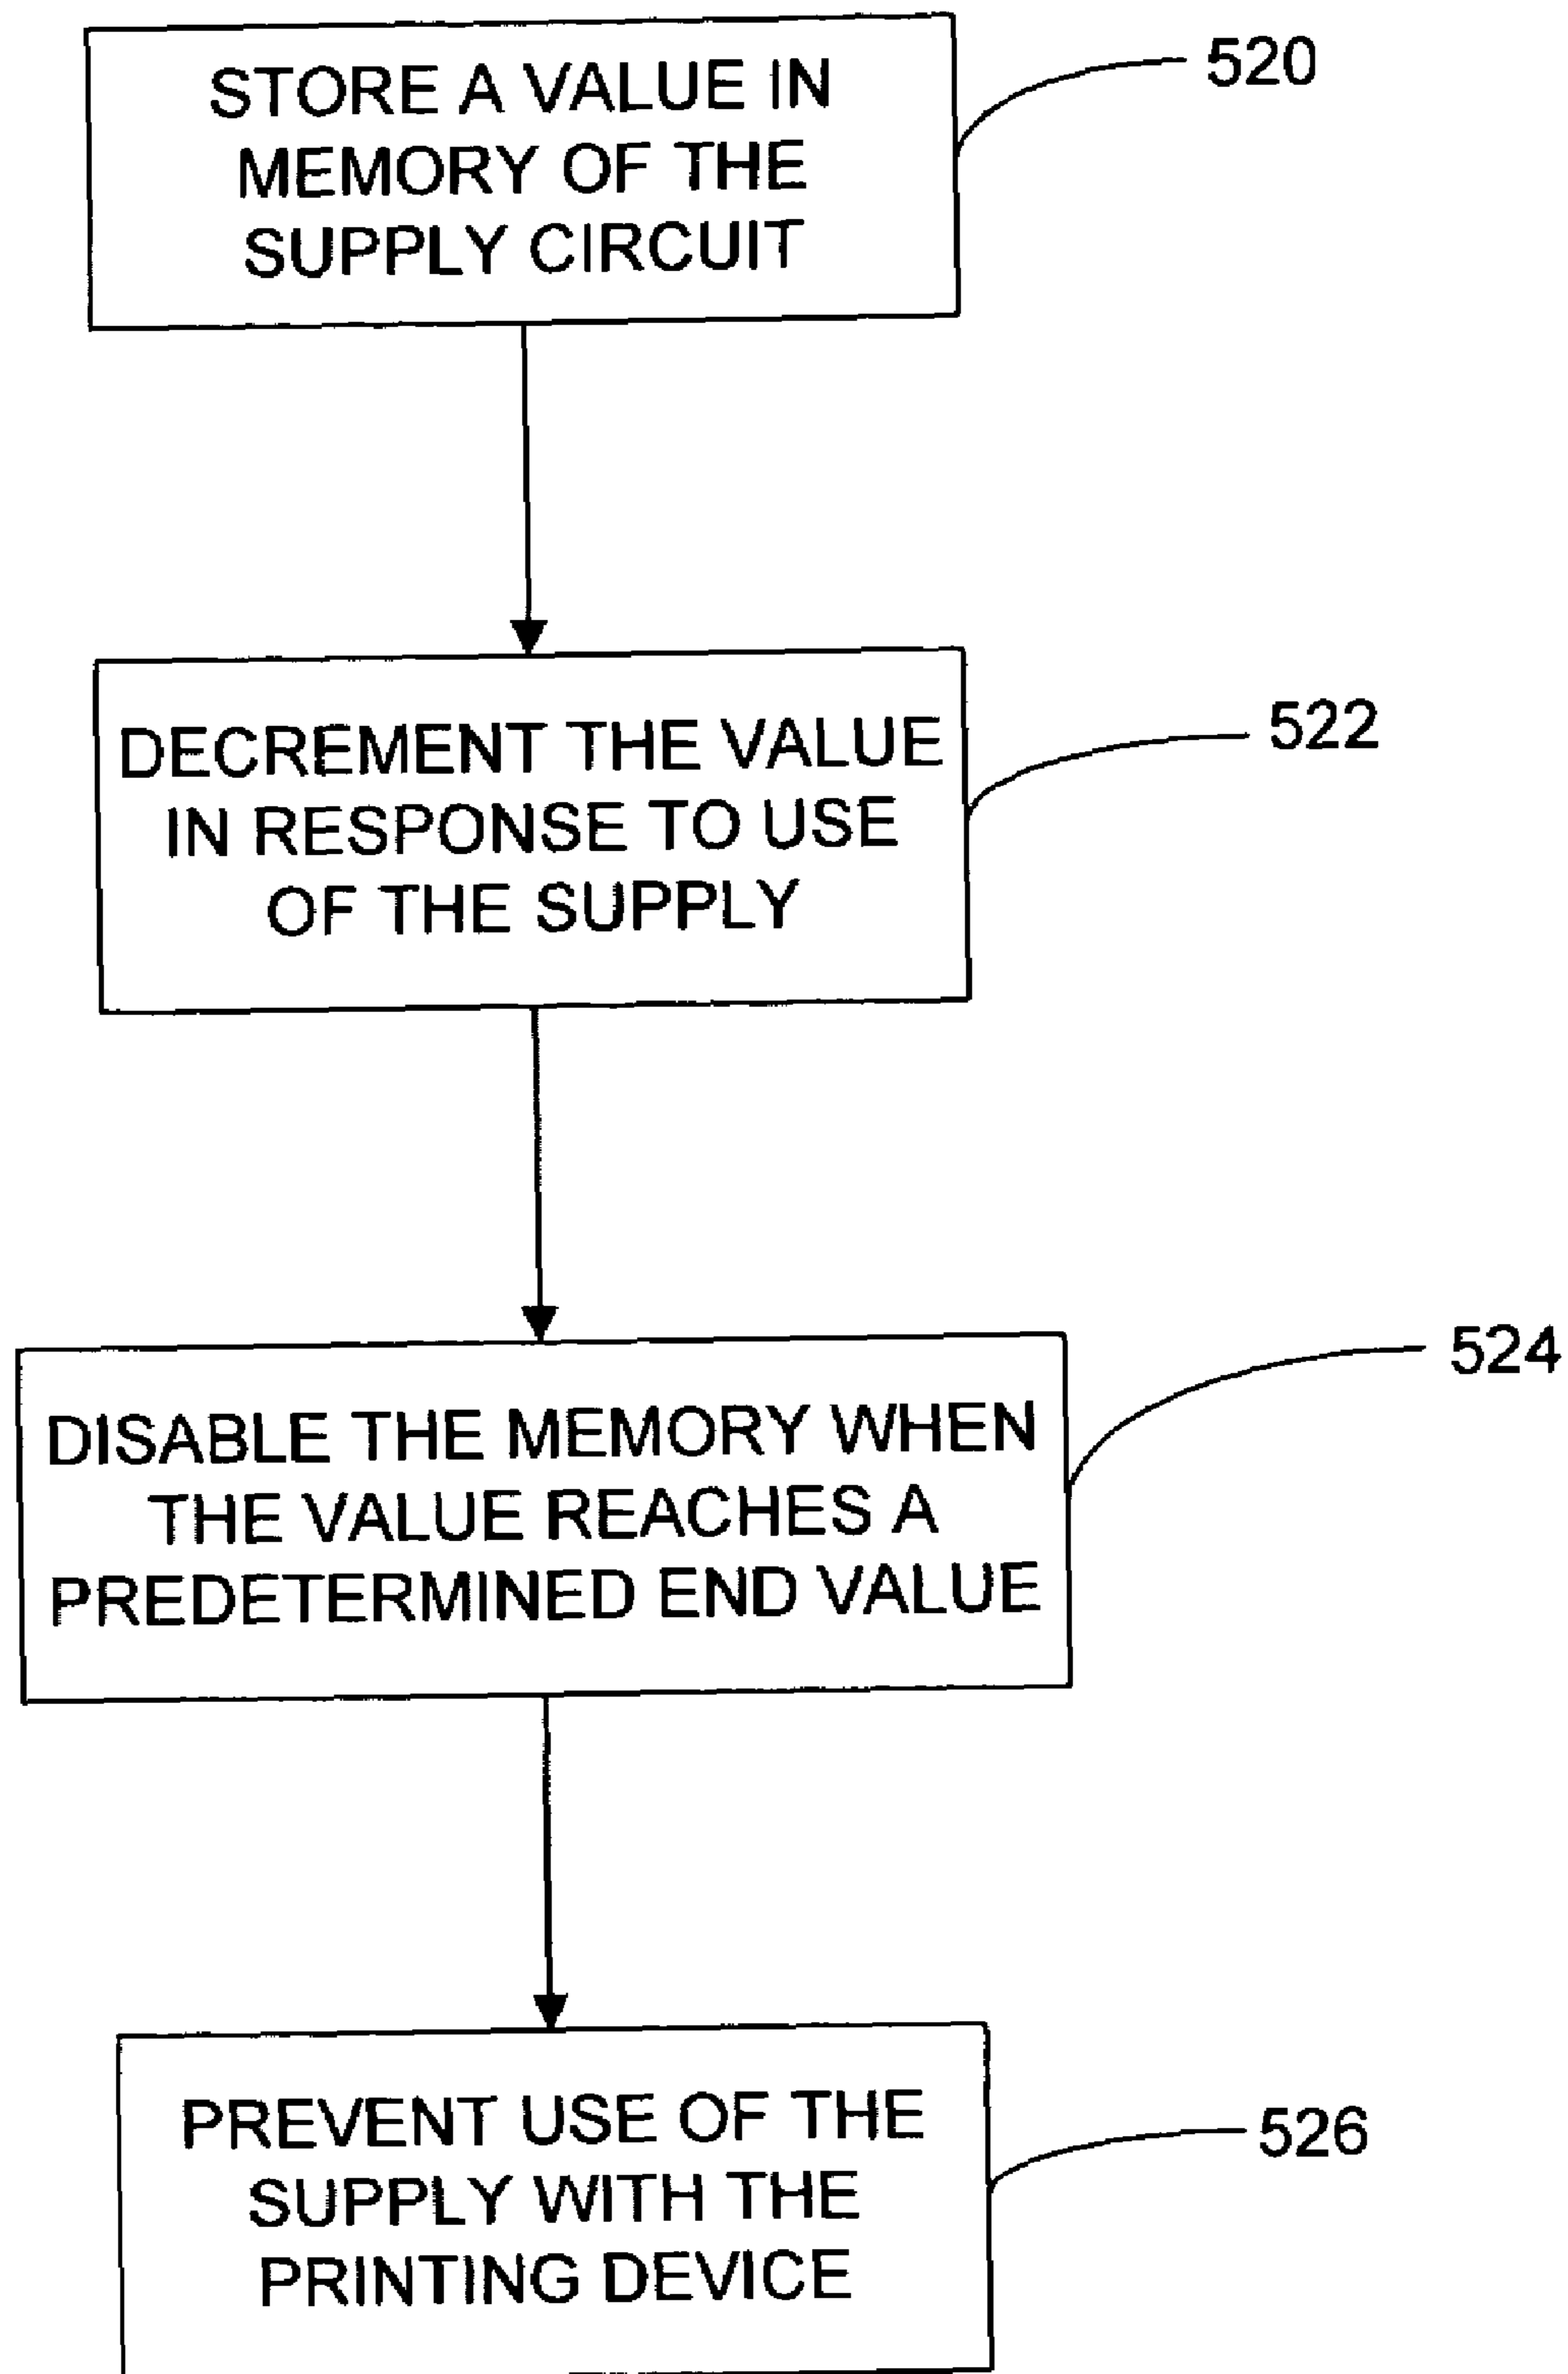 STORE A VALUE IN
MEMORY OF THE
SUPPLY CIRCUIT
520
DECREMENT THE VALUE
IN RESPONSE TO USE
OF THE SUPPLY
522
DISABLE THE MEMORY WHEN
THE VALUE REACHES A
PREDETERMINED END VALUE
524
PREVENT USE OF THE
SUPPLY WITH THE
PRINTING DEVICE
526